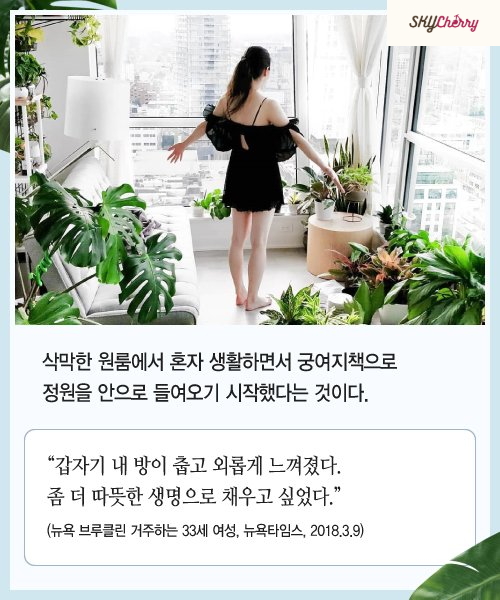 SKYCherry
삭막한 원룸에서 혼자 생활하면서 궁여지책으로
정원을 안으로 들여오기 시작했다는 것이다.
“갑자기 내 방이 춥고 외롭게 느껴졌다.
좀 더 따뜻한 생명으로 채우고 싶었다.”
(뉴욕 브루클린 거주하는 33세 여성, 뉴욕타임스, 2018.3.9)